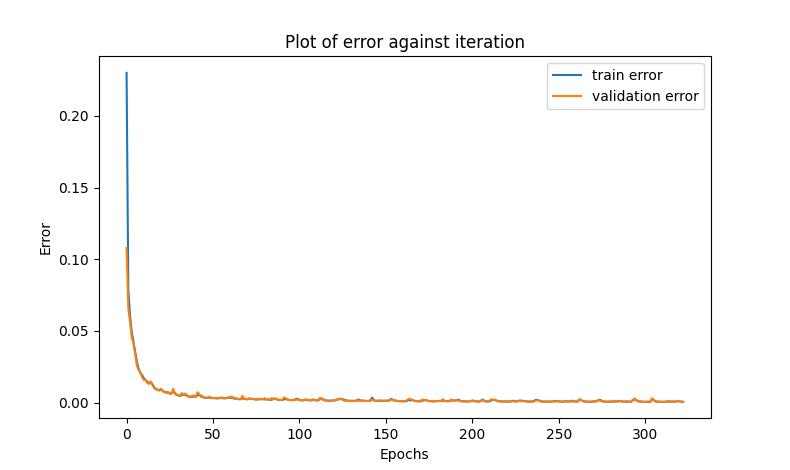 Plot of error against iteration
train error
validation error
0.20
0.15
0.10
0.05
0.00
Error
0 50 100 150 200 250 300
Epochs